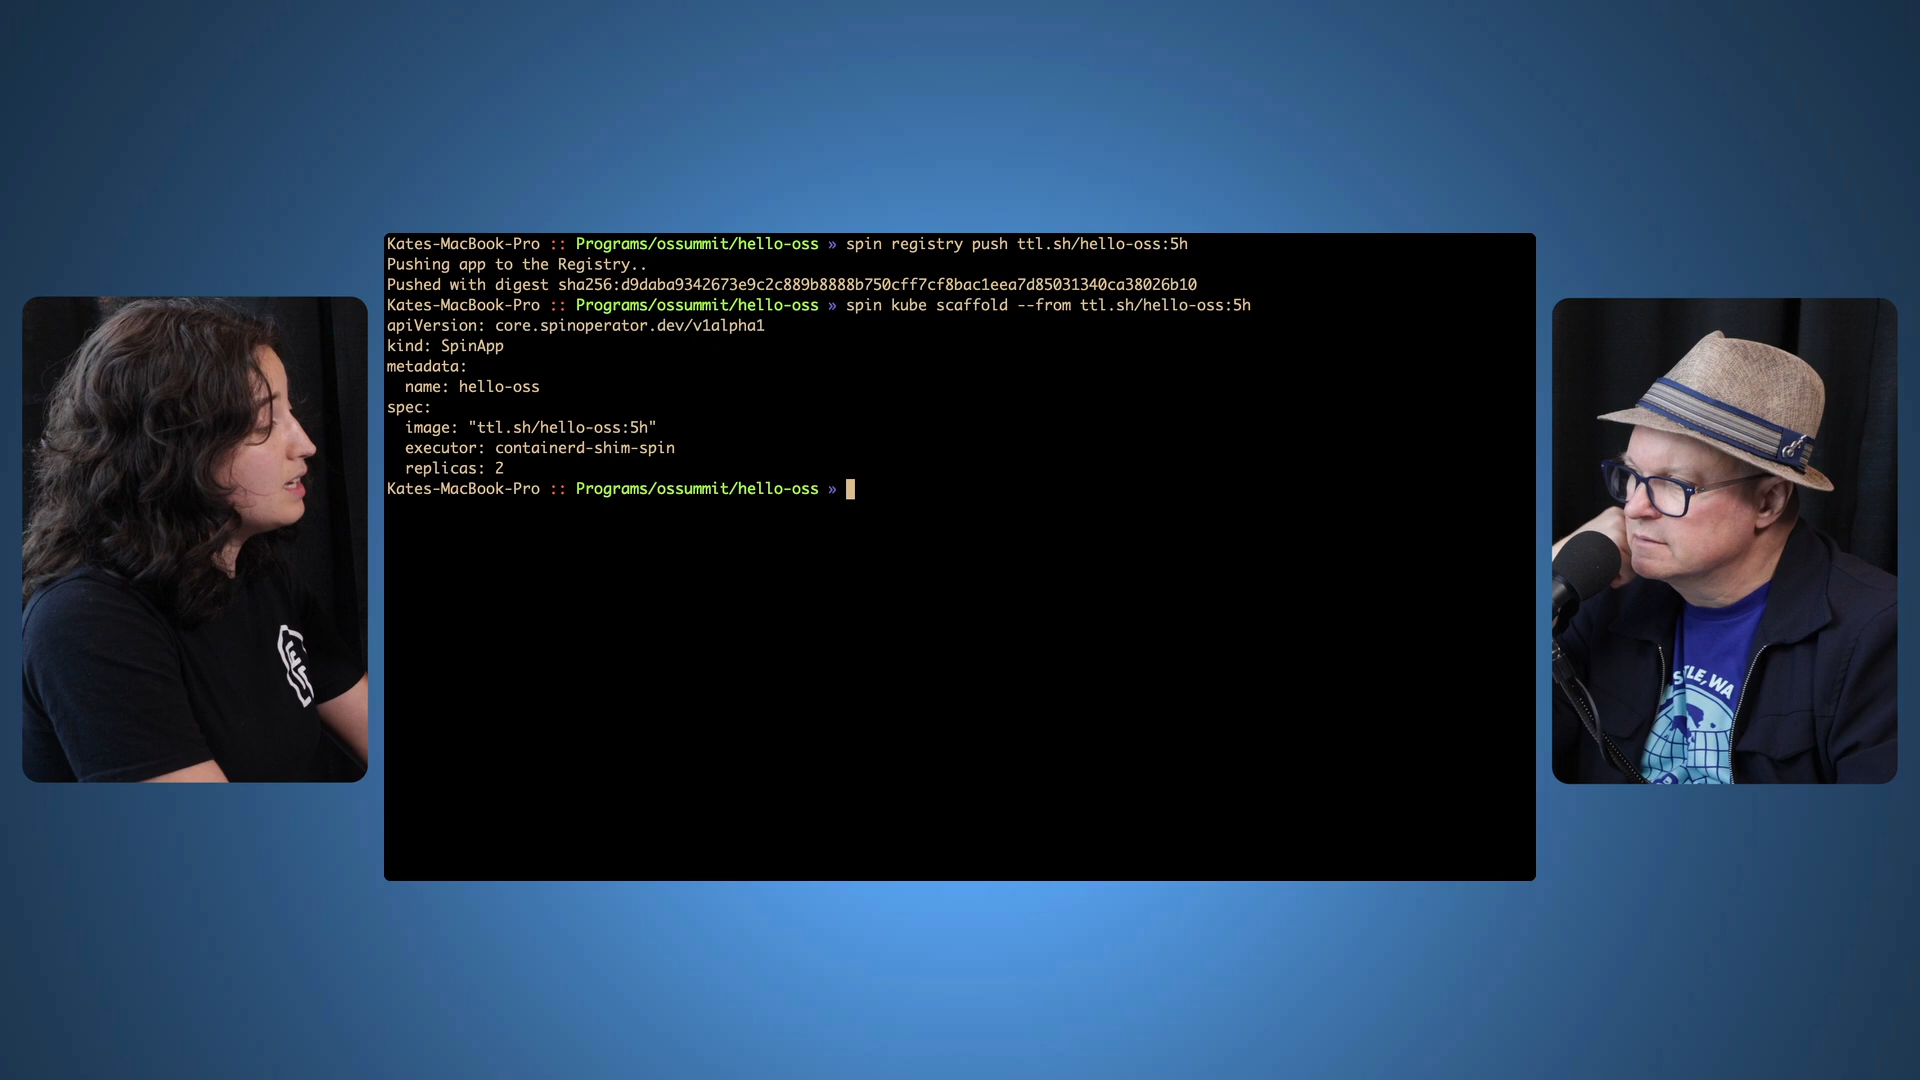 Kates-MacBook-Pro :: Programs/ossummit/hello-oss » spin registry push ttl.sh/hello-oss:5h
Pushing app to the Registry..
Pushed with digest sha256:d9daba9342673e9c2c889b8888b750cff7cf8bac1eea7d85031340ca38026b10
Kates-MacBook-Pro :: Programs/ossummit/hello-oss » spin kube scaffold --from ttl.sh/hello-oss:5h
apiVersion: core.spinoperator.dev/v1alpha1
kind: SpinApp
metadata:
  name: hello-oss
spec:
  image: "ttl.sh/hello-oss:5h"
  executor: containerd-shim-spin
  replicas: 2
Kates-MacBook-Pro :: Programs/ossummit/hello-oss »
TLE, WA